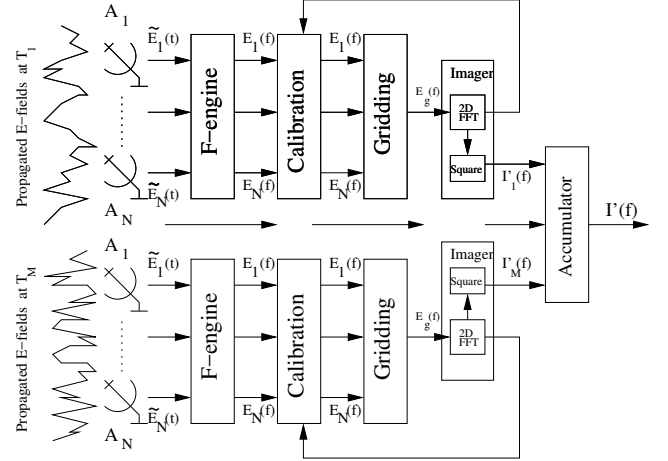 Propagated E-fields at T_1
A_1
A_N
Ẽ_1(t)
Ẽ_N(t)
F-engine
E_1(f)
E_N(f)
Calibration
E_1(f)
E_N(f)
Gridding
E_g(f)
Imager
2D
FFT
Square
I'_1(f)
Propagated E-fields at T_M
A_1
A_N
Ẽ_1(t)
Ẽ_N(t)
F-engine
E_1(f)
E_N(f)
Calibration
E_1(f)
E_N(f)
Gridding
E_g(f)
Imager
Square
2D
FFT
I'_M(f)
Accumulator
I'(f)